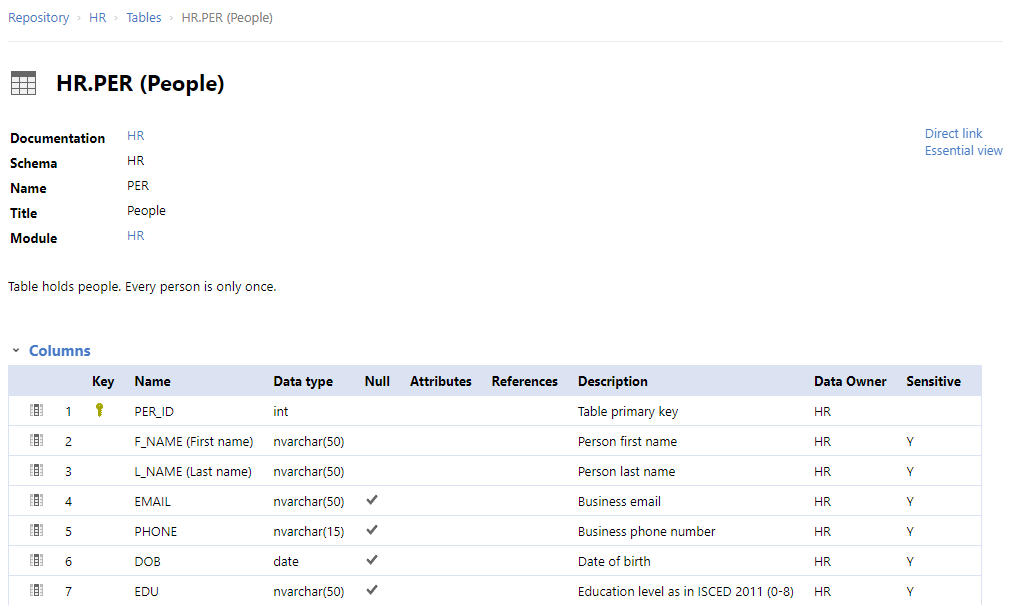 Repository › HR › Tables › HR.PER (People)
HR.PER (People)
Documentation HR
Direct link
Schema HR
Essential view
Name PER
Title People
Module HR
Table holds people. Every person is only once.
Columns
Key Name Data type Null Attributes References Description Data Owner Sensitive
1 PER_ID int Table primary key HR
2 F_NAME (First name) nvarchar(50) Person first name HR Y
3 L_NAME (Last name) nvarchar(50) Person last name HR Y
4 EMAIL nvarchar(50) ✓ Business email HR Y
5 PHONE nvarchar(15) ✓ Business phone number HR Y
6 DOB date ✓ Date of birth HR Y
7 EDU nvarchar(50) ✓ Education level as in ISCED 2011 (0-8) HR Y